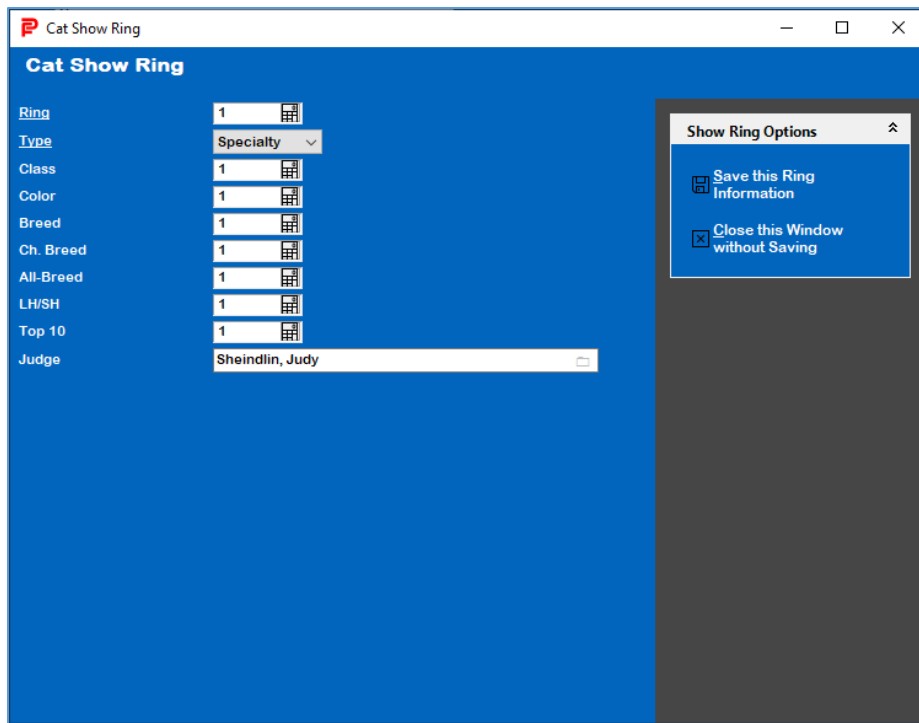 Cat Show Ring
Cat Show Ring
Ring 1
Type Specialty
Class 1
Color 1
Breed 1
Ch. Breed 1
All-Breed 1
LH/SH 1
Top 10 1
Judge Sheindlin, Judy
Show Ring Options
Save this Ring
Information
Close this Window
without Saving